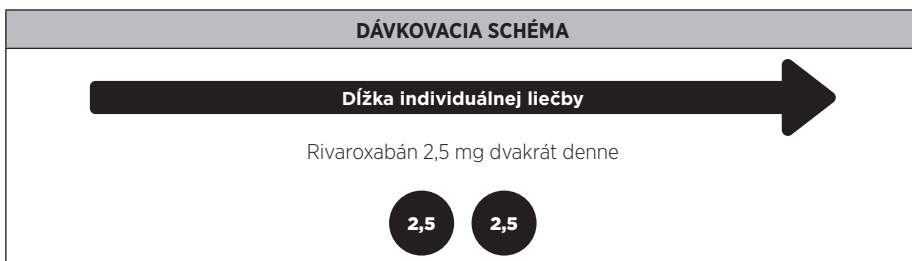 DÁVKOVACIA SCHÉMA
Dĺžka individuálnej liečby
Rivaroxabán 2,5 mg dvakrát denne
2,5 2,5